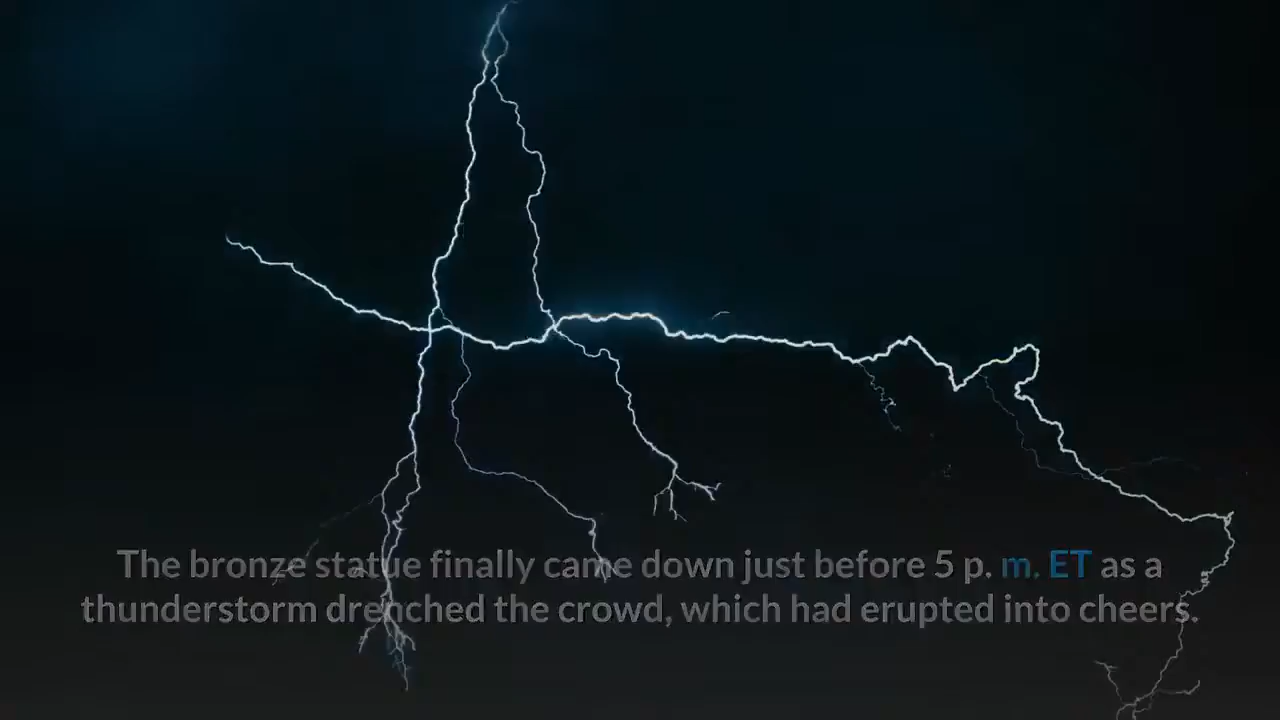 The bronze statue finally came down just before 5 p. m. ET as a
thunderstorm drenched the crowd, which had erupted into cheers.